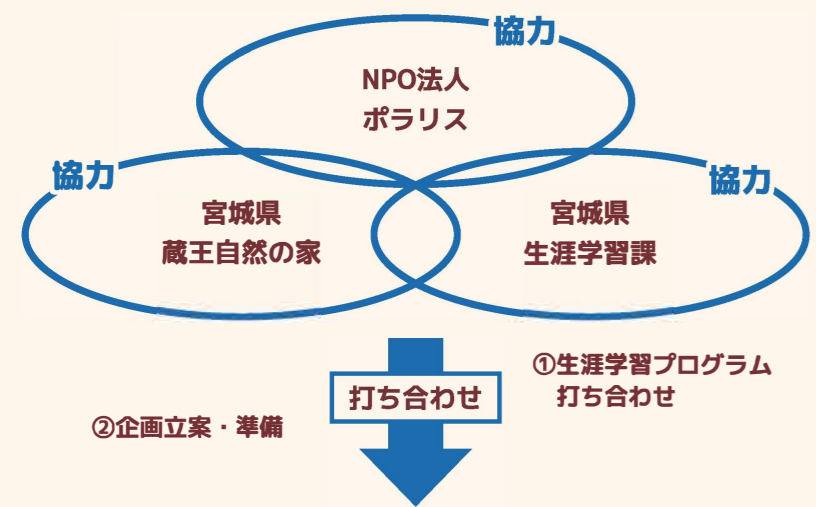 協力
NPO法人
ポラリス
協力
宮城県
蔵王自然の家
協力
宮城県
生涯学習課
打ち合わせ
①生涯学習プログラム
打ち合わせ
②企画立案・準備